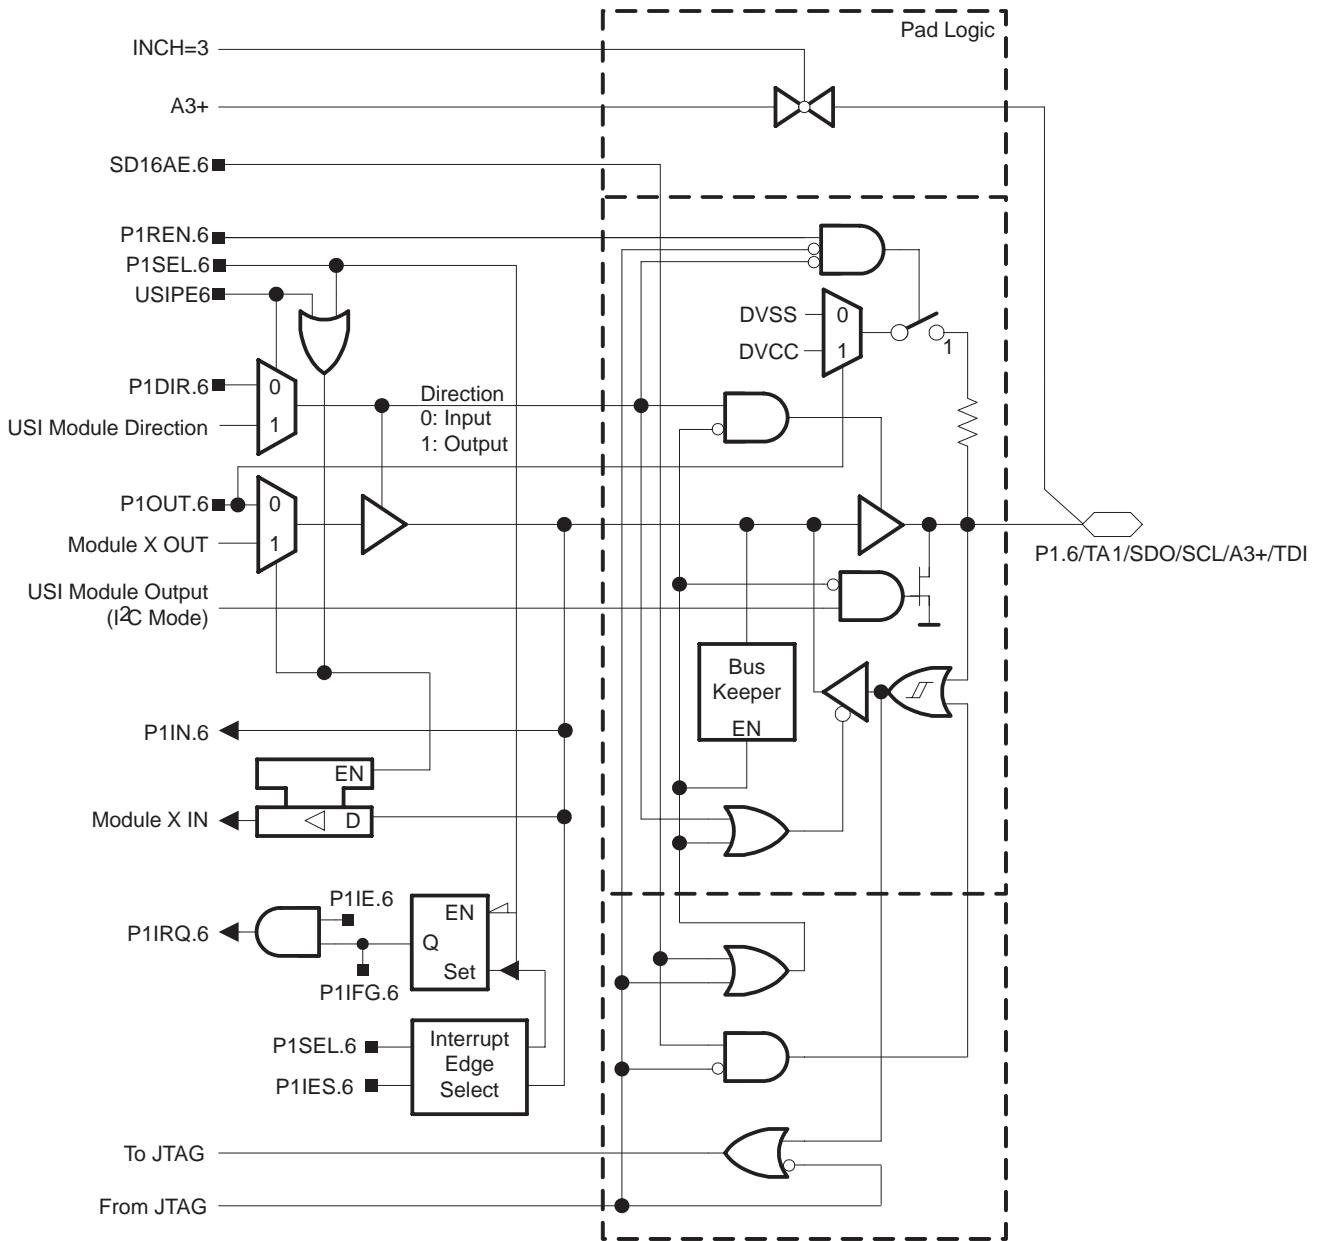 Pad Logic
INCH=3
A3+
SD16AE.6
P1REN.6
P1SEL.6
USIPE6
DVSS
0
DVCC
1
1
P1DIR.6
0
USI Module Direction
1
Direction
0: Input
1: Output
P1OUT.6
0
Module X OUT
1
P1.6/TA1/SDO/SCL/A3+/TDI
USI Module Output
(I2C Mode)
Bus
Keeper
EN
P1IN.6
EN
Module X IN
D
P1IE.6
P1IRQ.6
EN
Q
Set
P1IFG.6
P1SEL.6
P1IES.6
Interrupt
Edge
Select
To JTAG
From JTAG